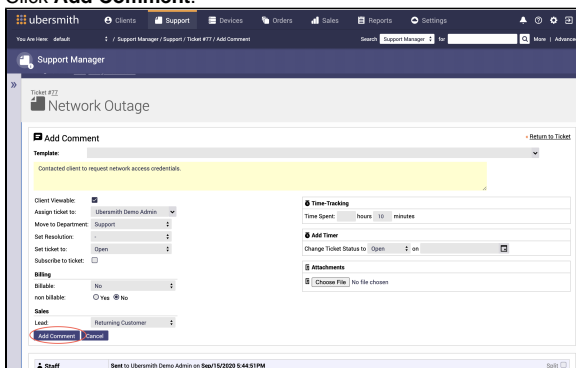 Click Add Comment.
ubersmith Clients Support Devices Orders Sales Reports Settings
You Are Here: default / Support Manager / Support / Ticket #77 / Add Comment Search Support Manager for More | Advance
Support Manager
Ticket #77
Network Outage
Add Comment Return to Ticket
Template:
Contacted client to request network access credentials.
Client Viewable:
Assign ticket to: Ubersmith Demo Admin
Move to Department: Support
Set Resolution: -
Set ticket to: Open
Subscribe to ticket:
Billing
Billable: No
non billable: Yes No
Sales
Lead: Returning Customer
Add Comment Cancel
Time-Tracking
Time Spent: hours 10 minutes
Add Timer
Change Ticket Status to Open on
Attachments
Choose File No file chosen
Staff Sent to Ubersmith Demo Admin on Sep/15/2020 5:44:51PM Split